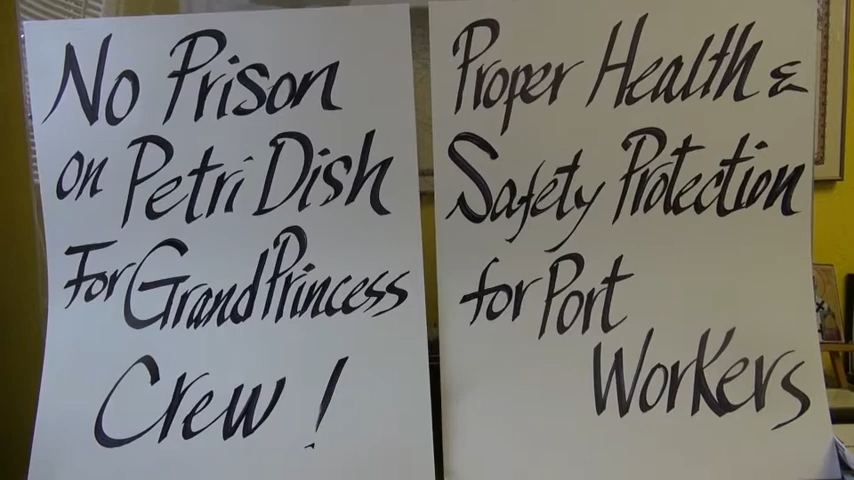 No Prison
on Petri Dish
For Grand Princess
Crew!
Proper Health &
Safety Protection
for Port
Workers